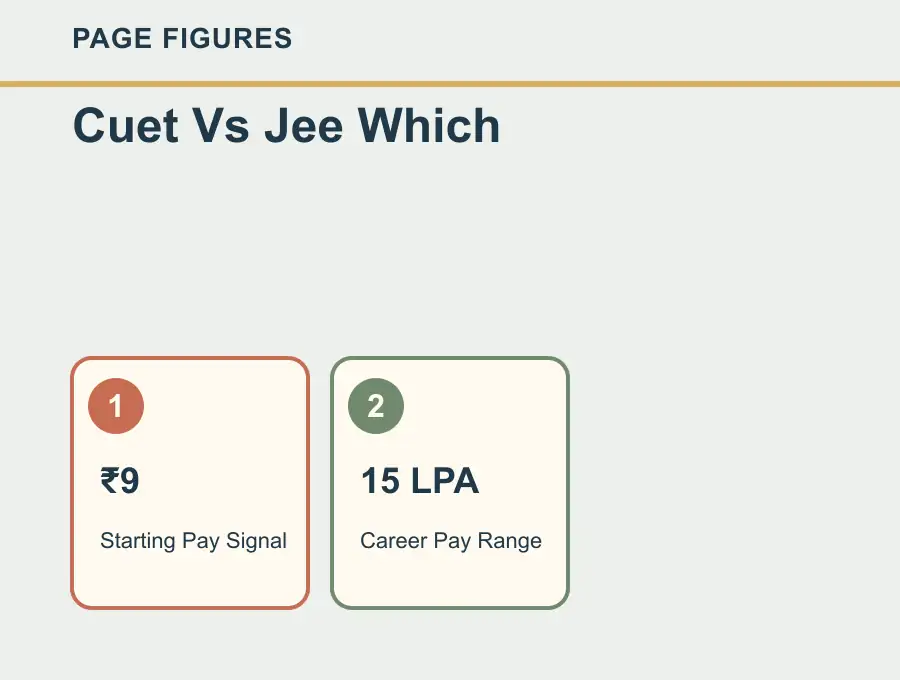 PAGE FIGURES
Cuet Vs Jee Which
1
₹9
Starting Pay Signal
2
15 LPA
Career Pay Range